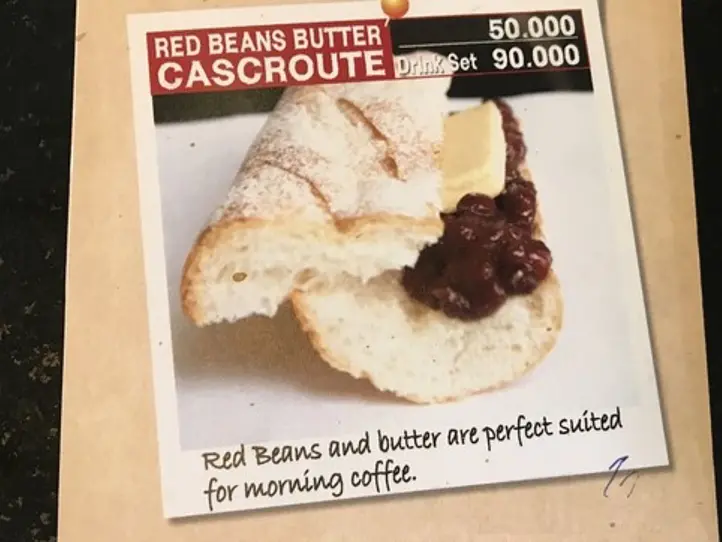 RED BEANS BUTTER
CASCROUTE
50.000
Drink Set 90.000
Red Beans and butter are perfect suited
for morning coffee.